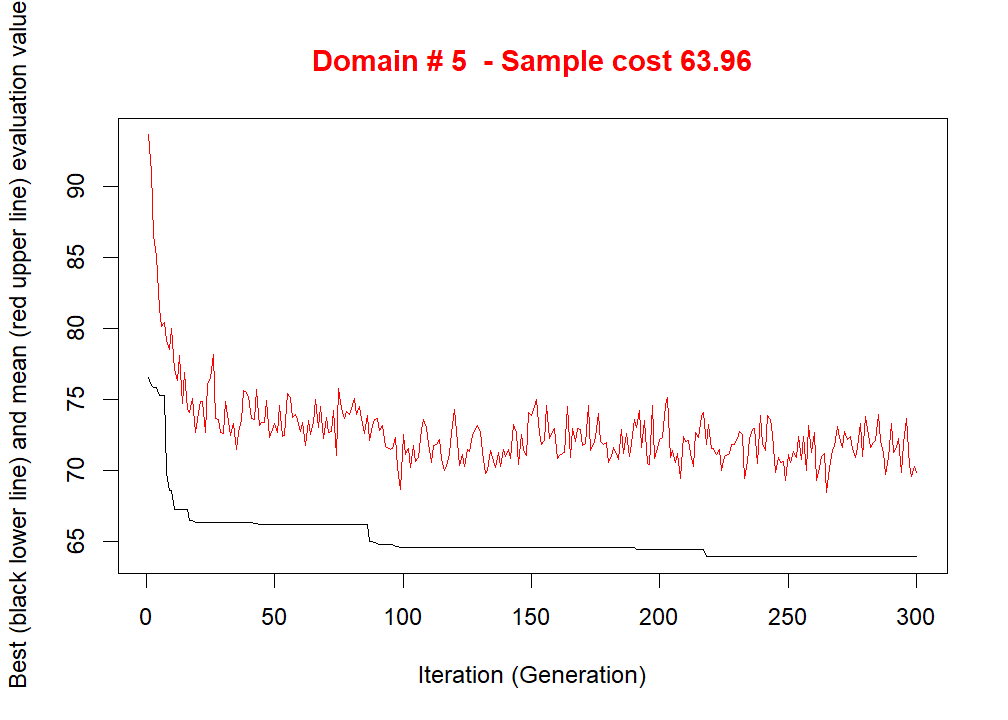 Domain # 5  - Sample cost 63.96
Best (black lower line) and mean (red upper line) evaluation value
90
85
80
75
70
65
0 50 100 150 200 250 300
Iteration (Generation)